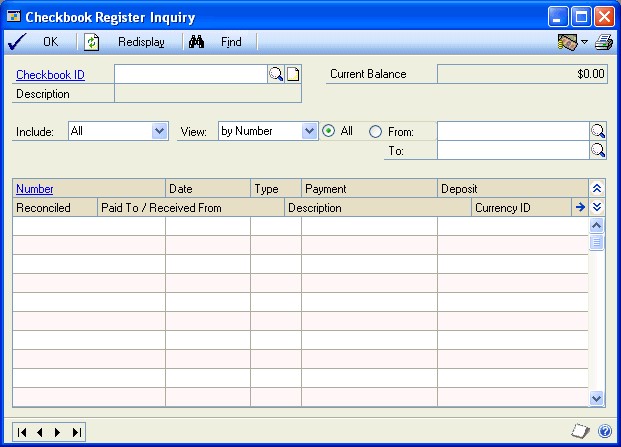 Checkbook Register Inquiry
OK Redisplay Find
Checkbook ID Current Balance $0.00
Description
Include: All View: by Number All From:
To:
Number Date Type Payment Deposit
Reconciled Paid To / Received From Description Currency ID